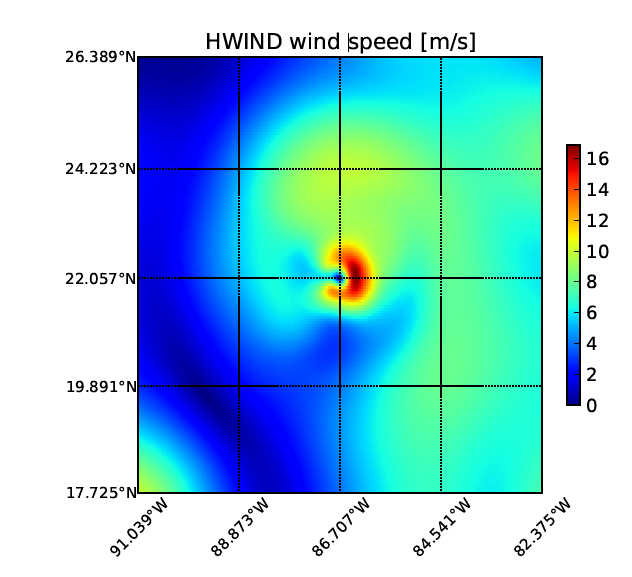 HWIND wind speed [m/s]
26.389°N
24.223°N
22.057°N
19.891°N
17.725°N
91.039°W
88.873°W
86.707°W
84.541°W
82.375°W
16
14
12
10
8
6
4
2
0